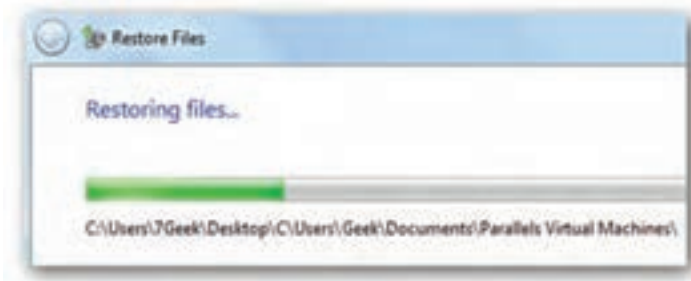 Restore Files
Restoring files...
C:\Users\7Geek\Desktop\C\Users\Geek\Documents\Parallels Virtual Machines\